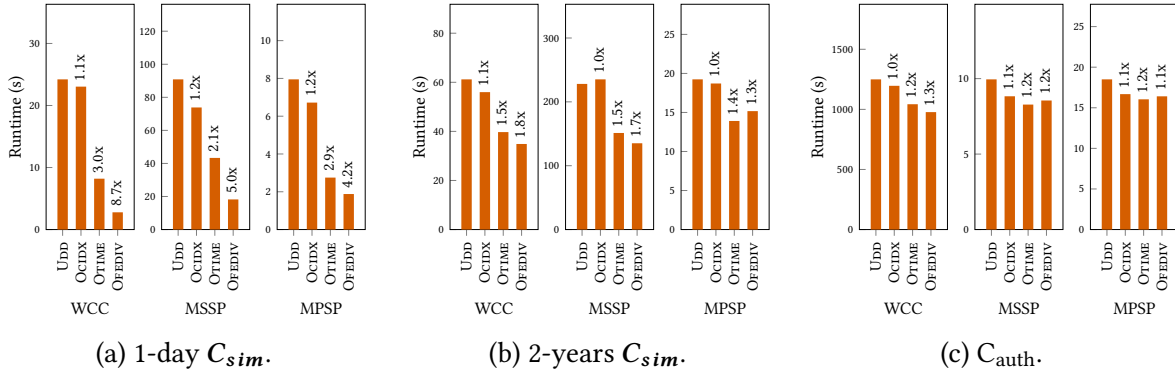 Runtime (s)
0
10
20
30
1.1x
3.0x
8.7x
UDD
OCIDX
OTIME
OFEDIV
WCC
0
20
40
60
80
100
120
1.2x
2.1x
5.0x
UDD
OCIDX
OTIME
OFEDIV
MSSP
0
2
4
6
8
10
1.2x
2.9x
4.2x
UDD
OCIDX
OTIME
OFEDIV
MPSP
(a) 1-day Csim.
Runtime (s)
0
20
40
60
80
1.1x
1.5x
1.8x
UDD
OCIDX
OTIME
OFEDIV
WCC
0
100
200
300
1.0x
1.5x
1.7x
UDD
OCIDX
OTIME
OFEDIV
MSSP
0
5
10
15
20
25
1.0x
1.4x
1.3x
UDD
OCIDX
OTIME
OFEDIV
MPSP
(b) 2-years Csim.
Runtime (s)
0
500
1000
1500
1.0x
1.2x
1.3x
UDD
OCIDX
OTIME
OFEDIV
WCC
0
5
10
1.1x
1.2x
1.2x
UDD
OCIDX
OTIME
OFEDIV
MSSP
0
5
10
15
20
25
1.1x
1.2x
1.1x
UDD
OCIDX
OTIME
OFEDIV
MPSP
(c) Cauth.